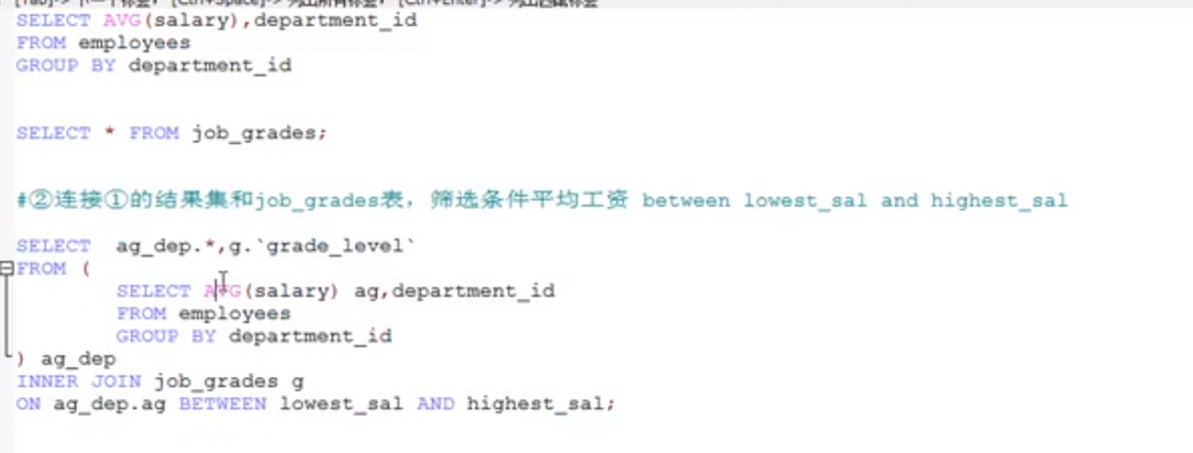 SELECT AVG(salary),department_id
FROM employees
GROUP BY department_id
SELECT * FROM job_grades;
#②连接①的结果集和job_grades表，筛选条件平均工资 between lowest_sal and highest_sal
SELECT  ag_dep.*,g.`grade_level`
FROM (
SELECT AVG(salary) ag,department_id
FROM employees
GROUP BY department_id
) ag_dep
INNER JOIN job_grades g
ON ag_dep.ag BETWEEN lowest_sal AND highest_sal;